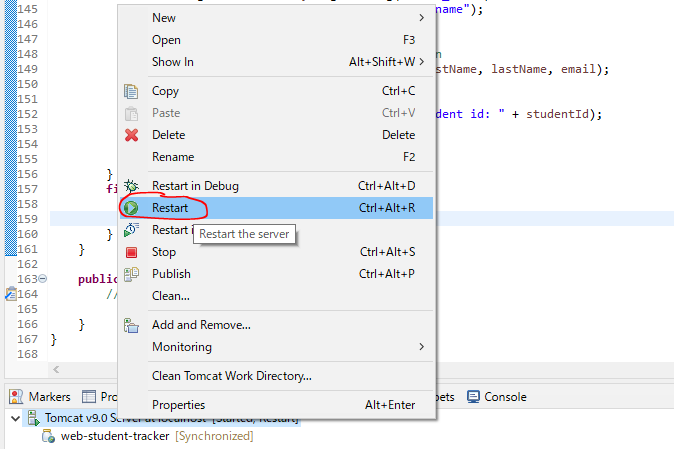 145 name");
146
147
148 n
149 stName, lastName, email);
150
151
152 dent id: " + studentId);
153
154
155
156 }
157 fi
158
159
160 }
161 }
162
163 public
164 //
165
166 }
167 }
168
New
Open F3
Show In Alt+Shift+W
Copy Ctrl+C
Paste Ctrl+V
Delete Delete
Rename F2
Restart in Debug Ctrl+Alt+D
Restart Ctrl+Alt+R
Restart i
Restart the server
Stop Ctrl+Alt+S
Publish Ctrl+Alt+P
Clean...
Add and Remove...
Monitoring
Clean Tomcat Work Directory...
Properties Alt+Enter
Markers Pro pets Console
Tomcat v9.0 Server at localhost [Started, Restart]
web-student-tracker [Synchronized]